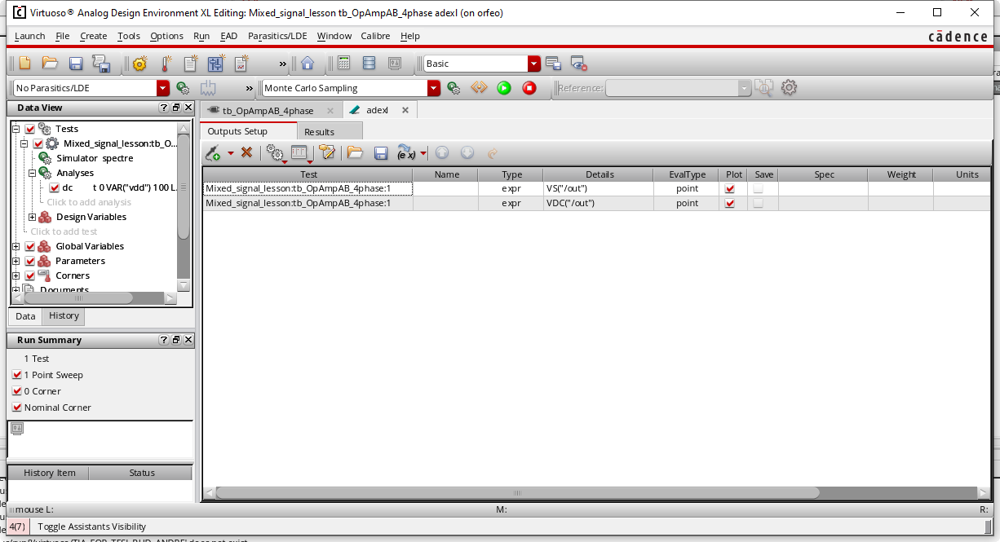 Virtuoso® Analog Design Environment XL Editing: Mixed_signal_lesson tb_OpAmpAB_4phase adexl (on orfeo)
Launch File Create Tools Options Run EAD Parasitics/LDE Window Calibre Help cādence
» » Basic
No Parasitics/LDE » Monte Carlo Sampling Reference:
Data View
Tests
Mixed_signal_lesson:tb_O...
Simulator spectre
Analyses
dc t 0 VAR("vdd") 100 L.
Click to add analysis
Design Variables
Click to add test
Global Variables
Parameters
Corners
Documents
Data History
Run Summary
1 Test
1 Point Sweep
0 Corner
Nominal Corner
History Item Status
tb_OpAmpAB_4phase adexl
Outputs Setup Results
(e x)
Test Name Type Details EvalType Plot Save Spec Weight Units
Mixed_signal_lesson:tb_OpAmpAB_4phase:1 expr VS("/out") point
Mixed_signal_lesson:tb_OpAmpAB_4phase:1 expr VDC("/out") point
mouse L: M: R:
4(7) Toggle Assistants Visibility